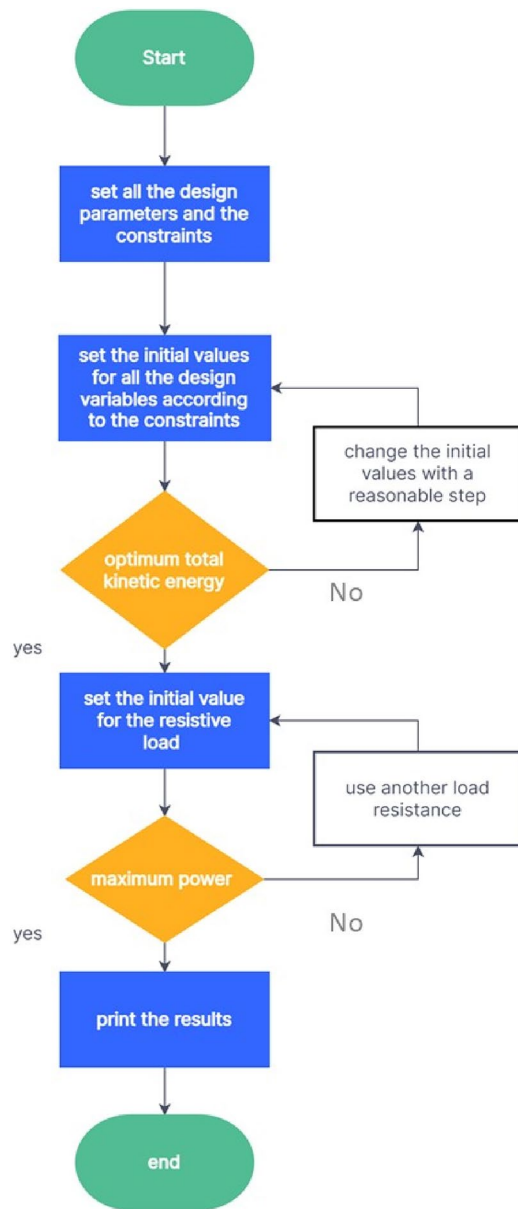 Start
set all the design
parameters and the
constraints
set the initial values
for all the design
variables according
to the constraints
change the initial
values with a
reasonable step
optimum total
kinetic energy
No
yes
set the initial value
for the resistive
load
use another load
resistance
maximum power
No
yes
print the results
end